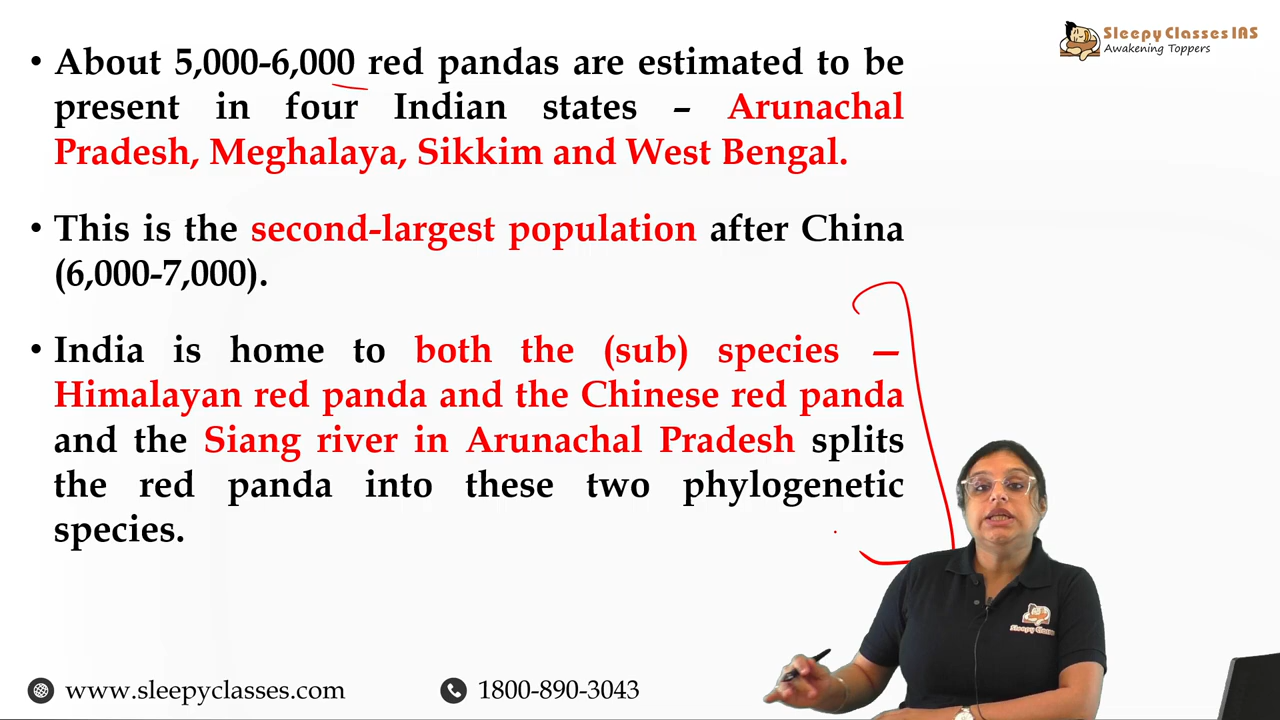 Sleepy Classes IAS
Awakening Toppers
• About 5,000-6,000 red pandas are estimated to be
present in four Indian states – Arunachal
Pradesh, Meghalaya, Sikkim and West Bengal.
• This is the second-largest population after China
(6,000-7,000).
• India is home to both the (sub) species —
Himalayan red panda and the Chinese red panda
and the Siang river in Arunachal Pradesh splits
the red panda into these two phylogenetic
species.
Sleepy Classes
www.sleepyclasses.com
1800-890-3043